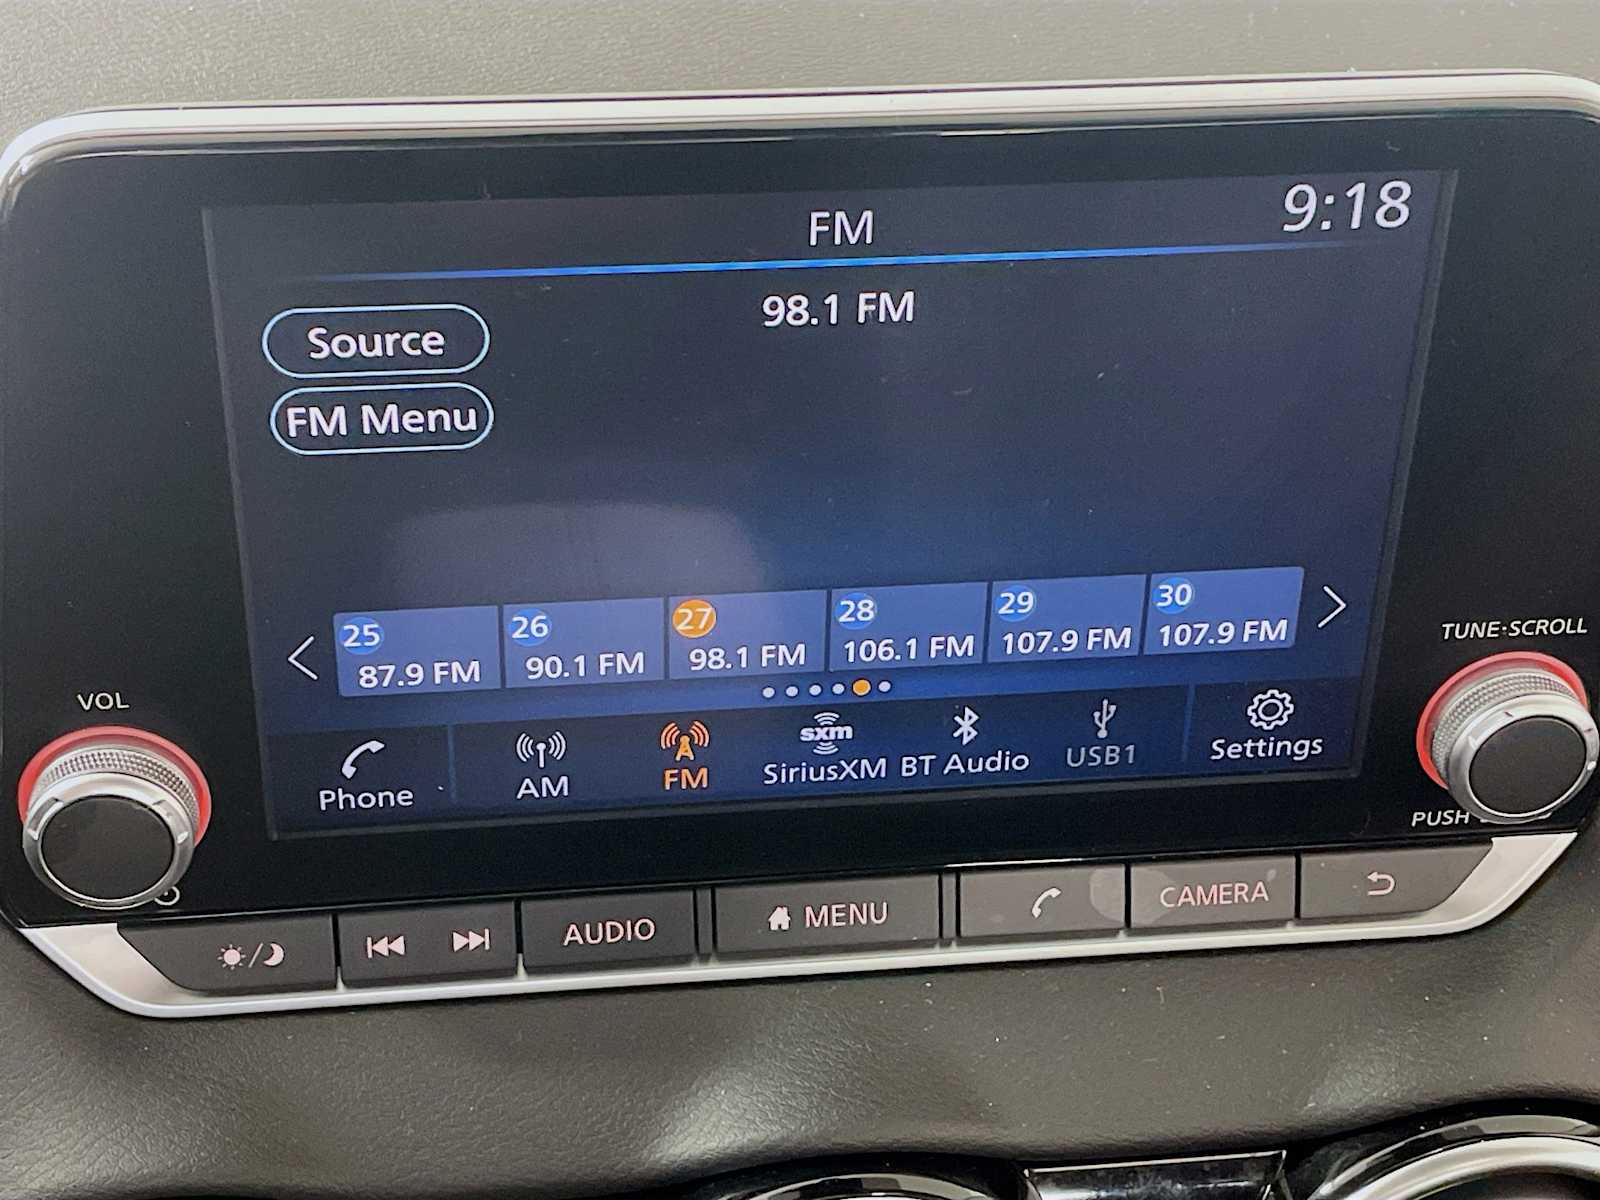 FM
9:18
98.1 FM
Source
FM Menu
25
87.9 FM
26
90.1 FM
27
98.1 FM
28
106.1 FM
29
107.9 FM
30
107.9 FM
Phone
AM
FM
sxm
SiriusXM
BT Audio
USB1
Settings
VOL
TUNE·SCROLL
PUSH
AUDIO
MENU
CAMERA